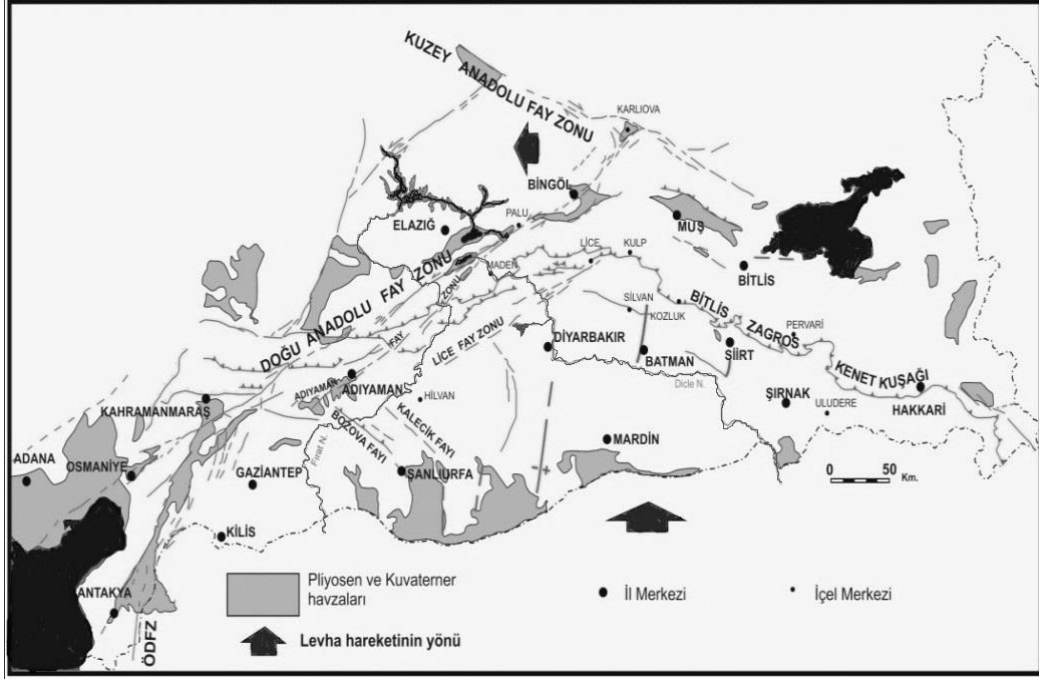 KUZEY ANADOLU FAY ZONU
KARLIOVA
BİNGÖL
PALU
ELAZIĞ
MUŞ
LİCE
KULP
BİTLİS
MADEN
DOĞU ANADOLU FAY ZONU
SİLVAN
KOZLUK
BİTLİS ZAGROS KENET KUŞAĞI
PERVARİ
LİCE FAY ZONU
DİYARBAKIR
BATMAN
SİİRT
ADIYAMAN FAY ZONU
ADIYAMAN
HİLVAN
Dicle N.
ŞIRNAK
ULUDERE
HAKKARİ
KAHRAMANMARAŞ
BOZOVA FAYI
KALECİK FAYI
MARDİN
ADANA
OSMANİYE
GAZİANTEP
Fırat N.
ŞANLIURFA
0 50
Km.
KİLİS
ANTAKYA
ÖDFZ
Pliyosen ve Kuvaterner
havzaları
İl Merkezi
İçel Merkezi
Levha hareketinin yönü